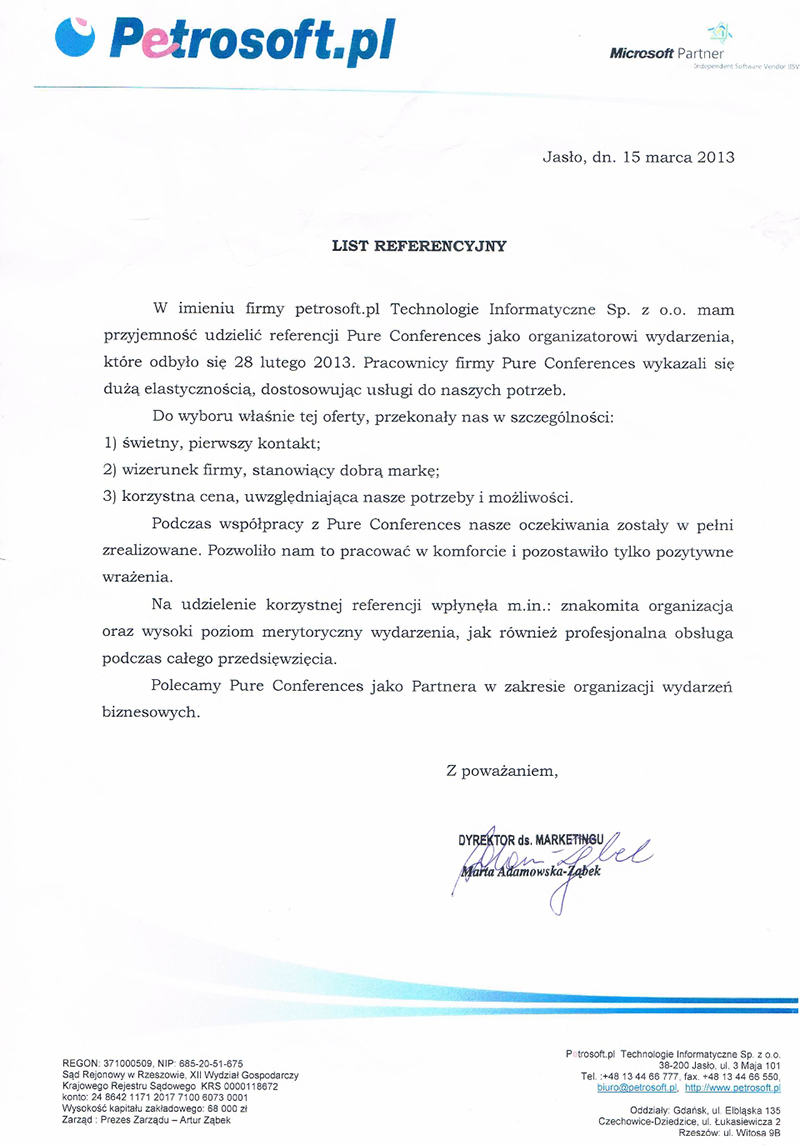 Petrosoft.pl
Microsoft Partner
Independent Software Vendor (ISV)
Jasło, dn. 15 marca 2013
LIST REFERENCYJNY
W imieniu firmy petrosoft.pl Technologie Informatyczne Sp. z o.o. mam
przyjemność udzielić referencji Pure Conferences jako organizatorowi wydarzenia,
które odbyło się 28 lutego 2013. Pracownicy firmy Pure Conferences wykazali się
dużą elastycznością, dostosowując usługi do naszych potrzeb.
Do wyboru właśnie tej oferty, przekonały nas w szczególności:
1) świetny, pierwszy kontakt;
2) wizerunek firmy, stanowiący dobrą markę;
3) korzystna cena, uwzględniająca nasze potrzeby i możliwości.
Podczas współpracy z Pure Conferences nasze oczekiwania zostały w pełni
zrealizowane. Pozwoliło nam to pracować w komforcie i pozostawiło tylko pozytywne
wrażenia.
Na udzielenie korzystnej referencji wpłynęła m.in.: znakomita organizacja
oraz wysoki poziom merytoryczny wydarzenia, jak również profesjonalna obsługa
podczas całego przedsięwzięcia.
Polecamy Pure Conferences jako Partnera w zakresie organizacji wydarzeń
biznesowych.
Z poważaniem,
DYREKTOR ds. MARKETINGU
Marta Adamowska-Ząbek
REGON: 371000509, NIP: 685-20-51-675
Sąd Rejonowy w Rzeszowie, XII Wydział Gospodarczy
Krajowego Rejestru Sądowego KRS 0000118672
konto: 24 8642 1171 2017 7100 6073 0001
Wysokość kapitału zakładowego: 68 000 zł
Zarząd : Prezes Zarządu – Artur Ząbek
Petrosoft.pl Technologie Informatyczne Sp. z o.o.
38-200 Jasło, ul. 3 Maja 101
Tel. :+48 13 44 66 777, fax. +48 13 44 66 550,
biuro@petrosoft.pl, http://www.petrosoft.pl
Oddziały: Gdańsk, ul. Elbląska 135
Czechowice-Dziedzice, ul. Łukasiewicza 2
Rzeszów: ul. Witosa 9B